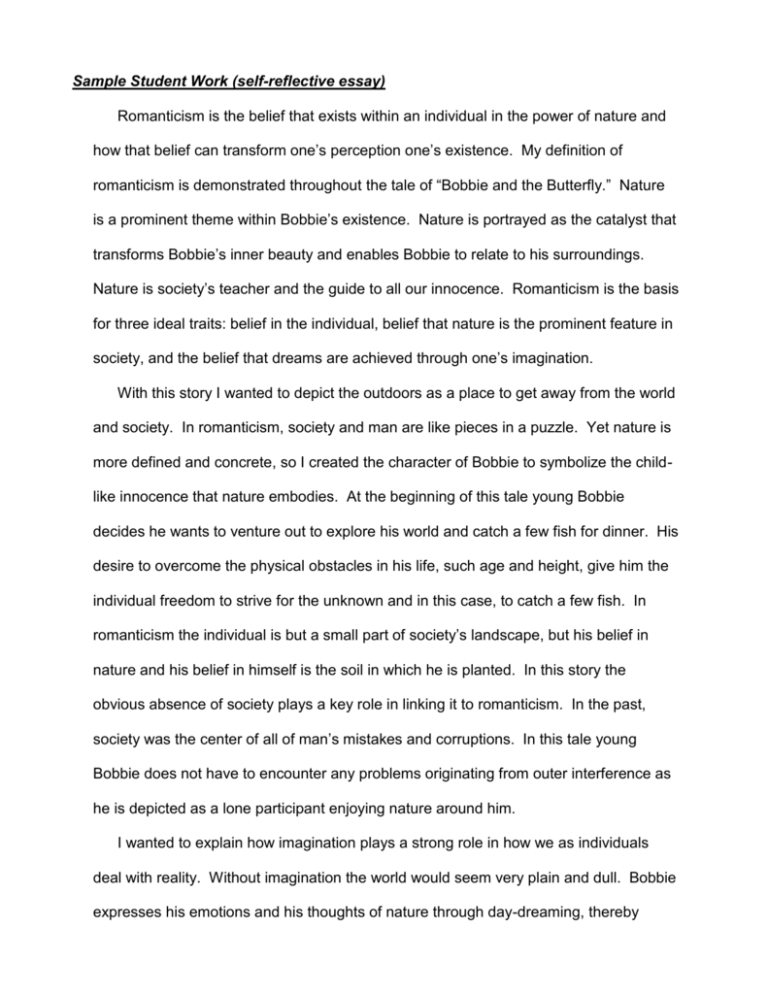 Sample Student Work (self-reflective essay)
Romanticism is the belief that exists within an individual in the power of nature and
how that belief can transform one’s perception one’s existence.  My definition of
romanticism is demonstrated throughout the tale of “Bobbie and the Butterfly.”  Nature
is a prominent theme within Bobbie’s existence.  Nature is portrayed as the catalyst that
transforms Bobbie’s inner beauty and enables Bobbie to relate to his surroundings.
Nature is society’s teacher and the guide to all our innocence.  Romanticism is the basis
for three ideal traits: belief in the individual, belief that nature is the prominent feature in
society, and the belief that dreams are achieved through one’s imagination.
With this story I wanted to depict the outdoors as a place to get away from the world
and society.  In romanticism, society and man are like pieces in a puzzle.  Yet nature is
more defined and concrete, so I created the character of Bobbie to symbolize the child-
like innocence that nature embodies.  At the beginning of this tale young Bobbie
decides he wants to venture out to explore his world and catch a few fish for dinner.  His
desire to overcome the physical obstacles in his life, such age and height, give him the
individual freedom to strive for the unknown and in this case, to catch a few fish.  In
romanticism the individual is but a small part of society’s landscape, but his belief in
nature and his belief in himself is the soil in which he is planted.  In this story the
obvious absence of society plays a key role in linking it to romanticism.  In the past,
society was the center of all of man’s mistakes and corruptions.  In this tale young
Bobbie does not have to encounter any problems originating from outer interference as
he is depicted as a lone participant enjoying nature around him.
I wanted to explain how imagination plays a strong role in how we as individuals
deal with reality.  Without imagination the world would seem very plain and dull.  Bobbie
expresses his emotions and his thoughts of nature through day-dreaming, thereby